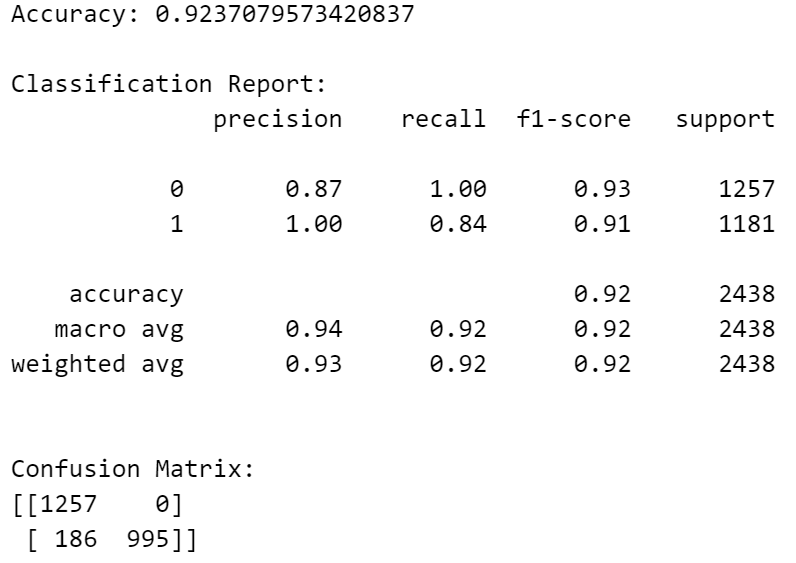 Accuracy: 0.9237079573420837
Classification Report:
precision recall f1-score support
0 0.87 1.00 0.93 1257
1 1.00 0.84 0.91 1181
accuracy 0.92 2438
macro avg 0.94 0.92 0.92 2438
weighted avg 0.93 0.92 0.92 2438
Confusion Matrix:
[[1257 0]
[ 186 995]]